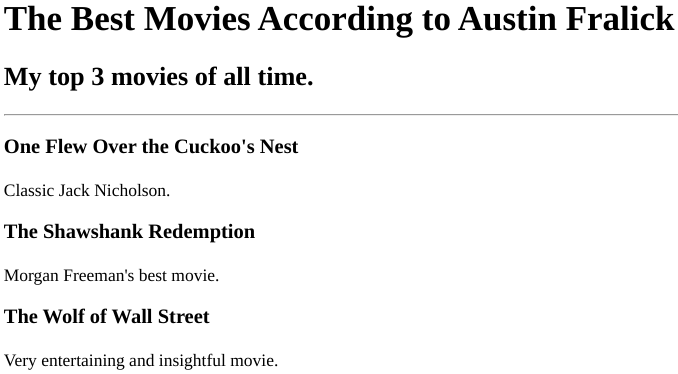 The Best Movies According to Austin Fralick
My top 3 movies of all time.
One Flew Over the Cuckoo's Nest
Classic Jack Nicholson.
The Shawshank Redemption
Morgan Freeman's best movie.
The Wolf of Wall Street
Very entertaining and insightful movie.